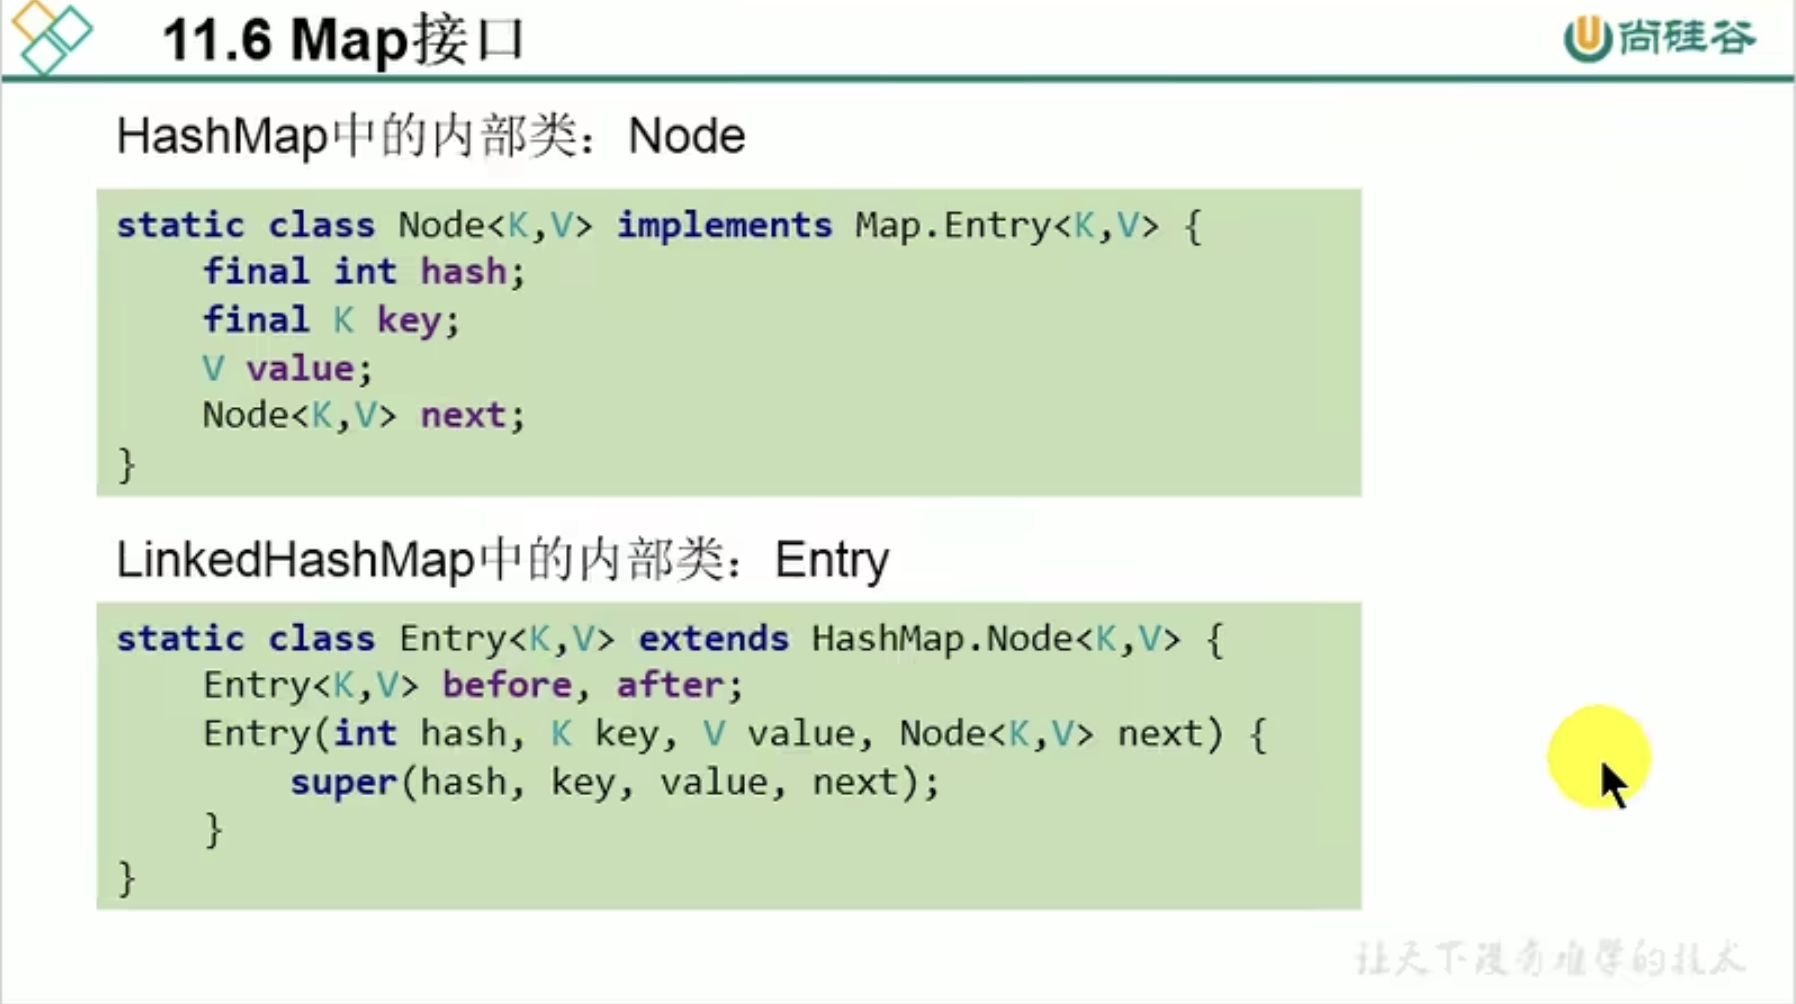 11.6 Map接口
尚硅谷
HashMap中的内部类：Node
static class Node<K,V> implements Map.Entry<K,V> {
    final int hash;
    final K key;
    V value;
    Node<K,V> next;
}
LinkedHashMap中的内部类：Entry
static class Entry<K,V> extends HashMap.Node<K,V> {
    Entry<K,V> before, after;
    Entry(int hash, K key, V value, Node<K,V> next) {
        super(hash, key, value, next);
    }
}
让天下没有难学的技术